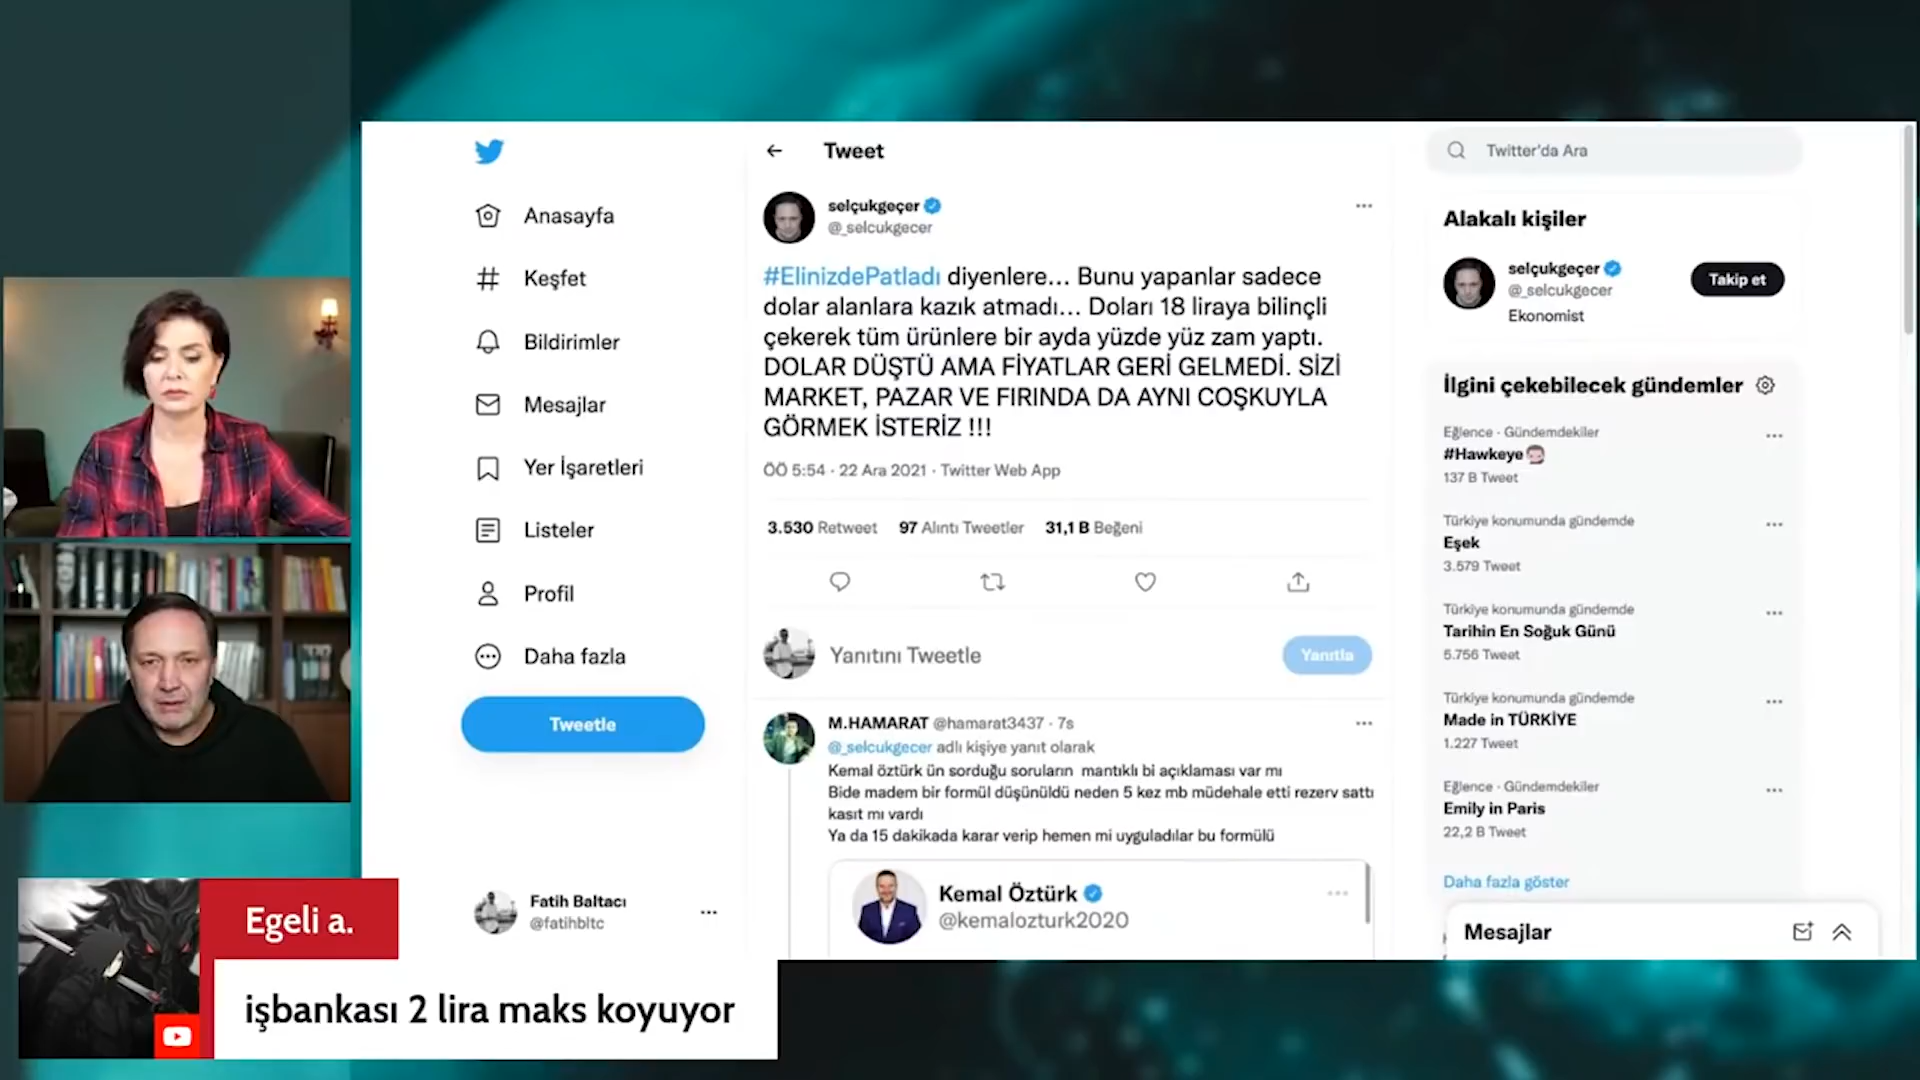 Tweet
Twitter'da Ara
Anasayfa
Keşfet
Bildirimler
Mesajlar
Yer İşaretleri
Listeler
Profil
Daha fazla
Tweetle
Fatih Baltacı
@fatihbltc
selçukgeçer
@_selcukgecer
#ElinizdePatladı diyenlere... Bunu yapanlar sadece
dolar alanlara kazık atmadı... Doları 18 liraya bilinçli
çekerek tüm ürünlere bir ayda yüzde yüz zam yaptı.
DOLAR DÜŞTÜ AMA FİYATLAR GERİ GELMEDİ. SİZİ
MARKET, PAZAR VE FIRINDA DA AYNI COŞKUYLA
GÖRMEK İSTERİZ !!!
ÖÖ 5:54 · 22 Ara 2021 · Twitter Web App
3.530 Retweet 97 Alıntı Tweetler 31,1 B Beğeni
Yanıtını Tweetle
Yanıtla
M.HAMARAT @hamarat3437 · 7s
@_selcukgecer adlı kişiye yanıt olarak
Kemal öztürk ün sorduğu soruların mantıklı bi açıklaması var mı
Bide madem bir formül düşünüldü neden 5 kez mb müdehale etti rezerv sattı
kasıt mı vardı
Ya da 15 dakikada karar verip hemen mi uyguladılar bu formülü
Kemal Öztürk
@kemalozturk2020
Alakalı kişiler
selçukgeçer
@_selcukgecer
Ekonomist
Takip et
İlgini çekebilecek gündemler
Eğlence · Gündemdekiler
#Hawkeye
137 B Tweet
Türkiye konumunda gündemde
Eşek
3.579 Tweet
Türkiye konumunda gündemde
Tarihin En Soğuk Günü
5.756 Tweet
Türkiye konumunda gündemde
Made in TÜRKİYE
1.227 Tweet
Eğlence · Gündemdekiler
Emily in Paris
22,2 B Tweet
Daha fazla göster
Mesajlar
Egeli a.
işbankası 2 lira maks koyuyor